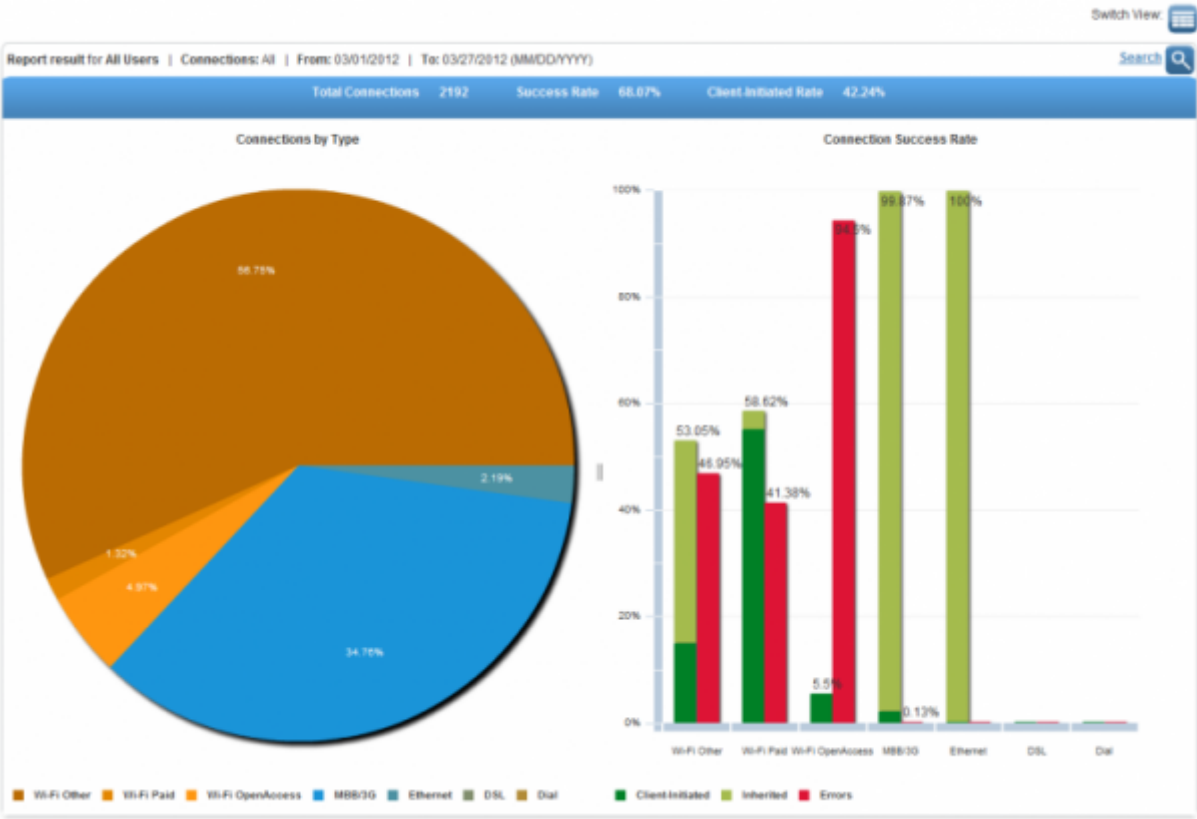 Switch View:
Report result for All Users | Connections: All | From: 03/01/2012 | To: 03/27/2012 (MM/DD/YYYY)
Search
Total Connections 2192 Success Rate 68.07% Client-Initiated Rate 42.24%
Connections by Type
56.75%
2.19%
1.32%
4.97%
34.76%
Wi-Fi Other Wi-Fi Paid Wi-Fi OpenAccess MBB/3G Ethernet DSL Dial
Connection Success Rate
100%
80%
60%
40%
20%
0%
53.05%
46.95%
58.62%
41.38%
5.5%
94.5%
99.87%
0.13%
100%
Wi-Fi Other Wi-Fi Paid Wi-Fi OpenAccess MBB/3G Ethernet DSL Dial
Client-Initiated Inherited Errors